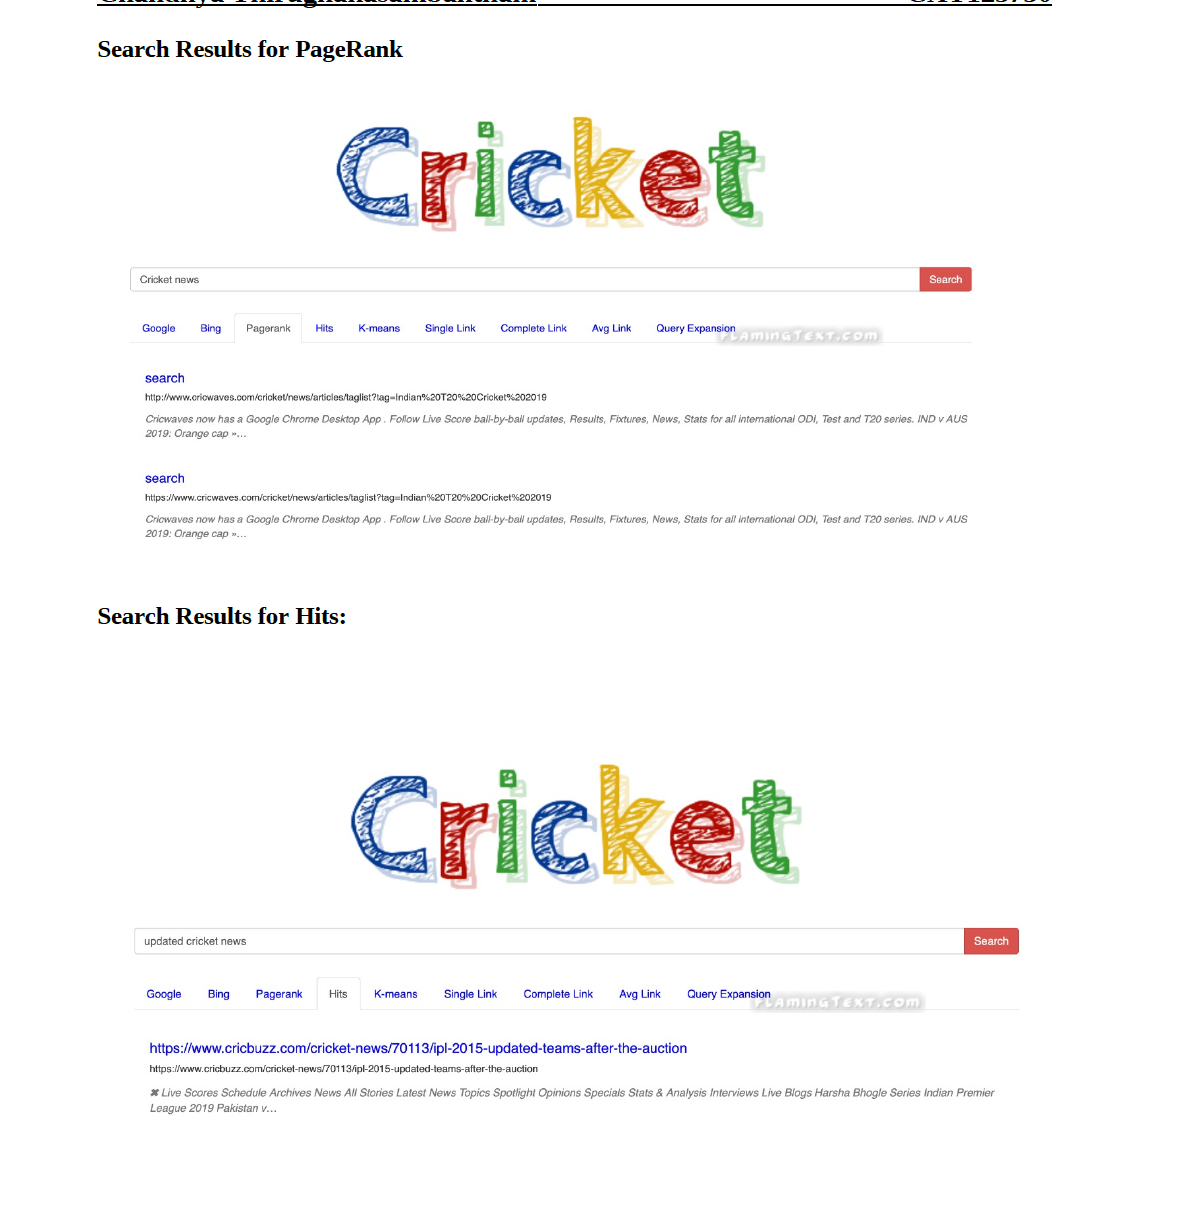 Search Results for PageRank
Cricket
Cricket news Search
Google Bing Pagerank Hits K-means Single Link Complete Link Avg Link Query Expansion
FLAMINGTEXT.COM
search
http://www.cricwaves.com/cricket/news/articles/taglist?tag=Indian%20T20%20Cricket%202019
Cricwaves now has a Google Chrome Desktop App . Follow Live Score ball-by-ball updates, Results, Fixtures, News, Stats for all international ODI, Test and T20 series. IND v AUS
2019: Orange cap »...
search
https://www.cricwaves.com/cricket/news/articles/taglist?tag=Indian%20T20%20Cricket%202019
Cricwaves now has a Google Chrome Desktop App . Follow Live Score ball-by-ball updates, Results, Fixtures, News, Stats for all international ODI, Test and T20 series. IND v AUS
2019: Orange cap »...
Search Results for Hits:
Cricket
updated cricket news Search
Google Bing Pagerank Hits K-means Single Link Complete Link Avg Link Query Expansion
FLAMINGTEXT.COM
https://www.cricbuzz.com/cricket-news/70113/ipl-2015-updated-teams-after-the-auction
https://www.cricbuzz.com/cricket-news/70113/ipl-2015-updated-teams-after-the-auction
✖ Live Scores Schedule Archives News All Stories Latest News Topics Spotlight Opinions Specials Stats & Analysis Interviews Live Blogs Harsha Bhogle Series Indian Premier
League 2019 Pakistan v...